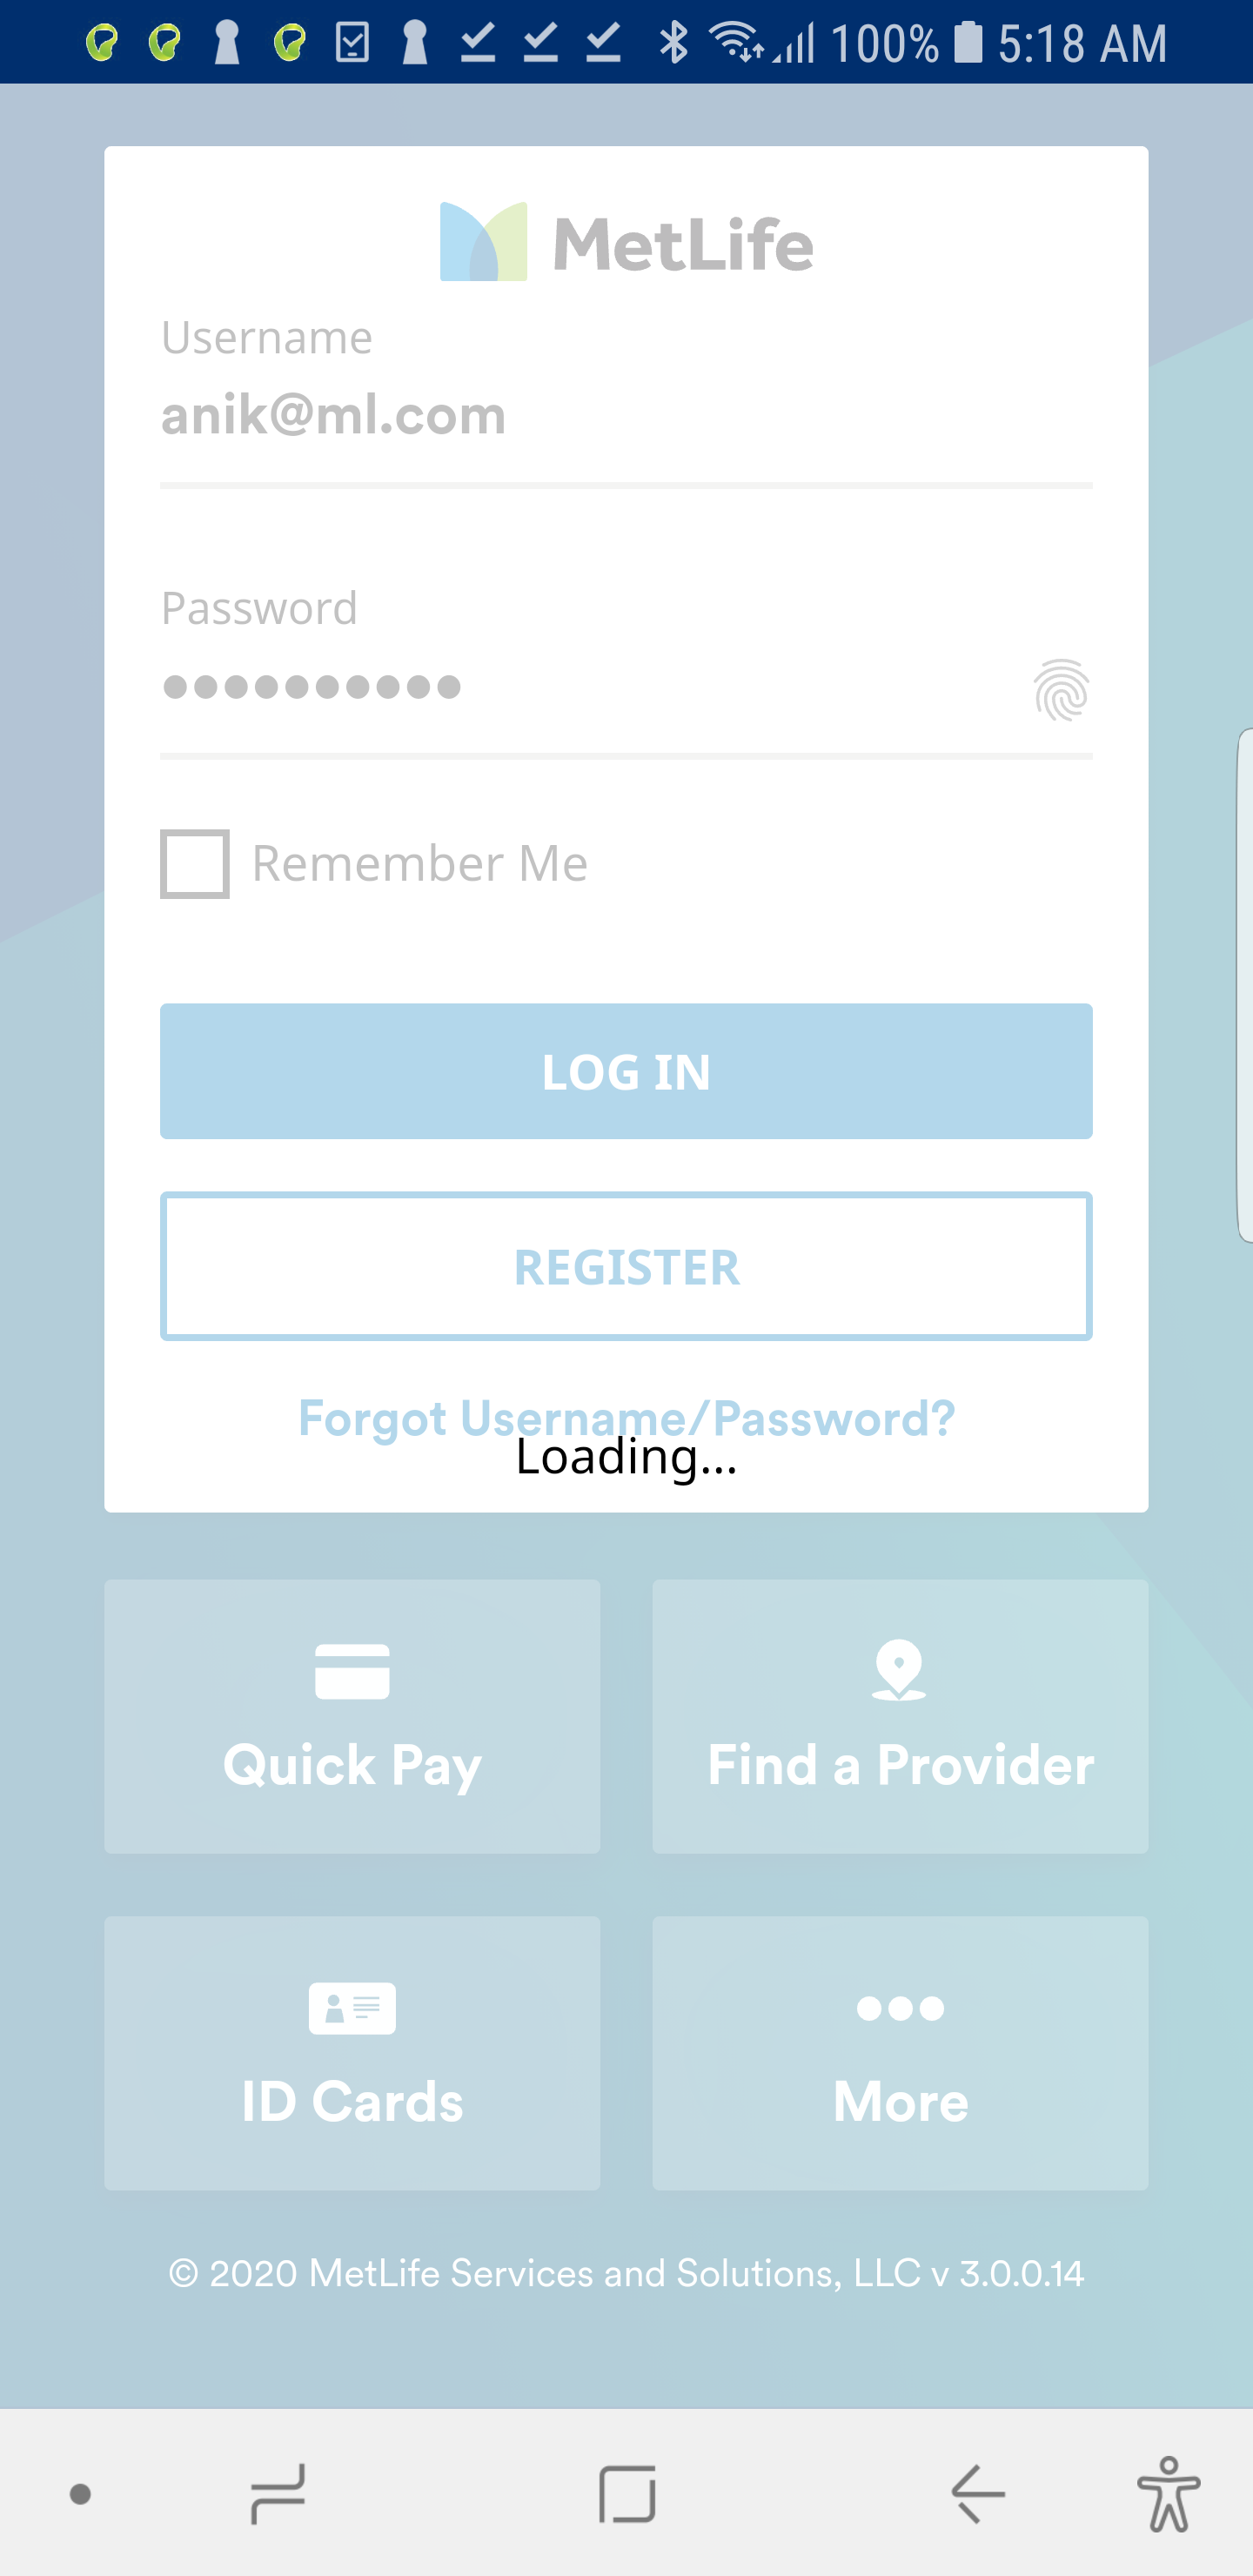 100% 5:18 AM
MetLife
Username
anik@ml.com
Password
••••••••••
Remember Me
LOG IN
REGISTER
Forgot Username/Password?
Loading...
Quick Pay
Find a Provider
ID Cards
More
© 2020 MetLife Services and Solutions, LLC v 3.0.0.14